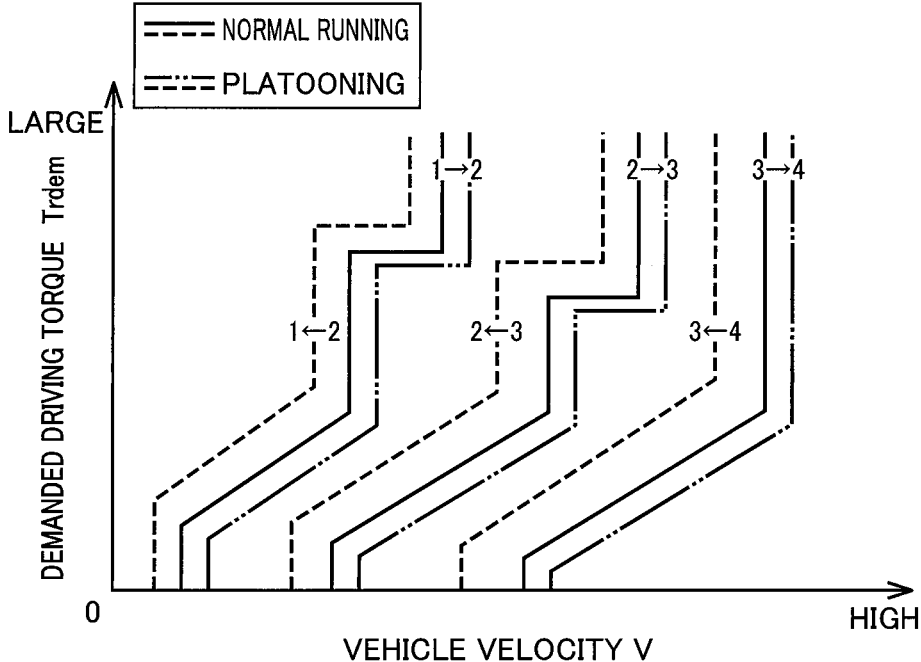 NORMAL RUNNING
PLATOONING
LARGE
DEMANDED DRIVING TORQUE Trdem
1→2
2→3
3→4
1←2
2←3
3←4
0
HIGH
VEHICLE VELOCITY V